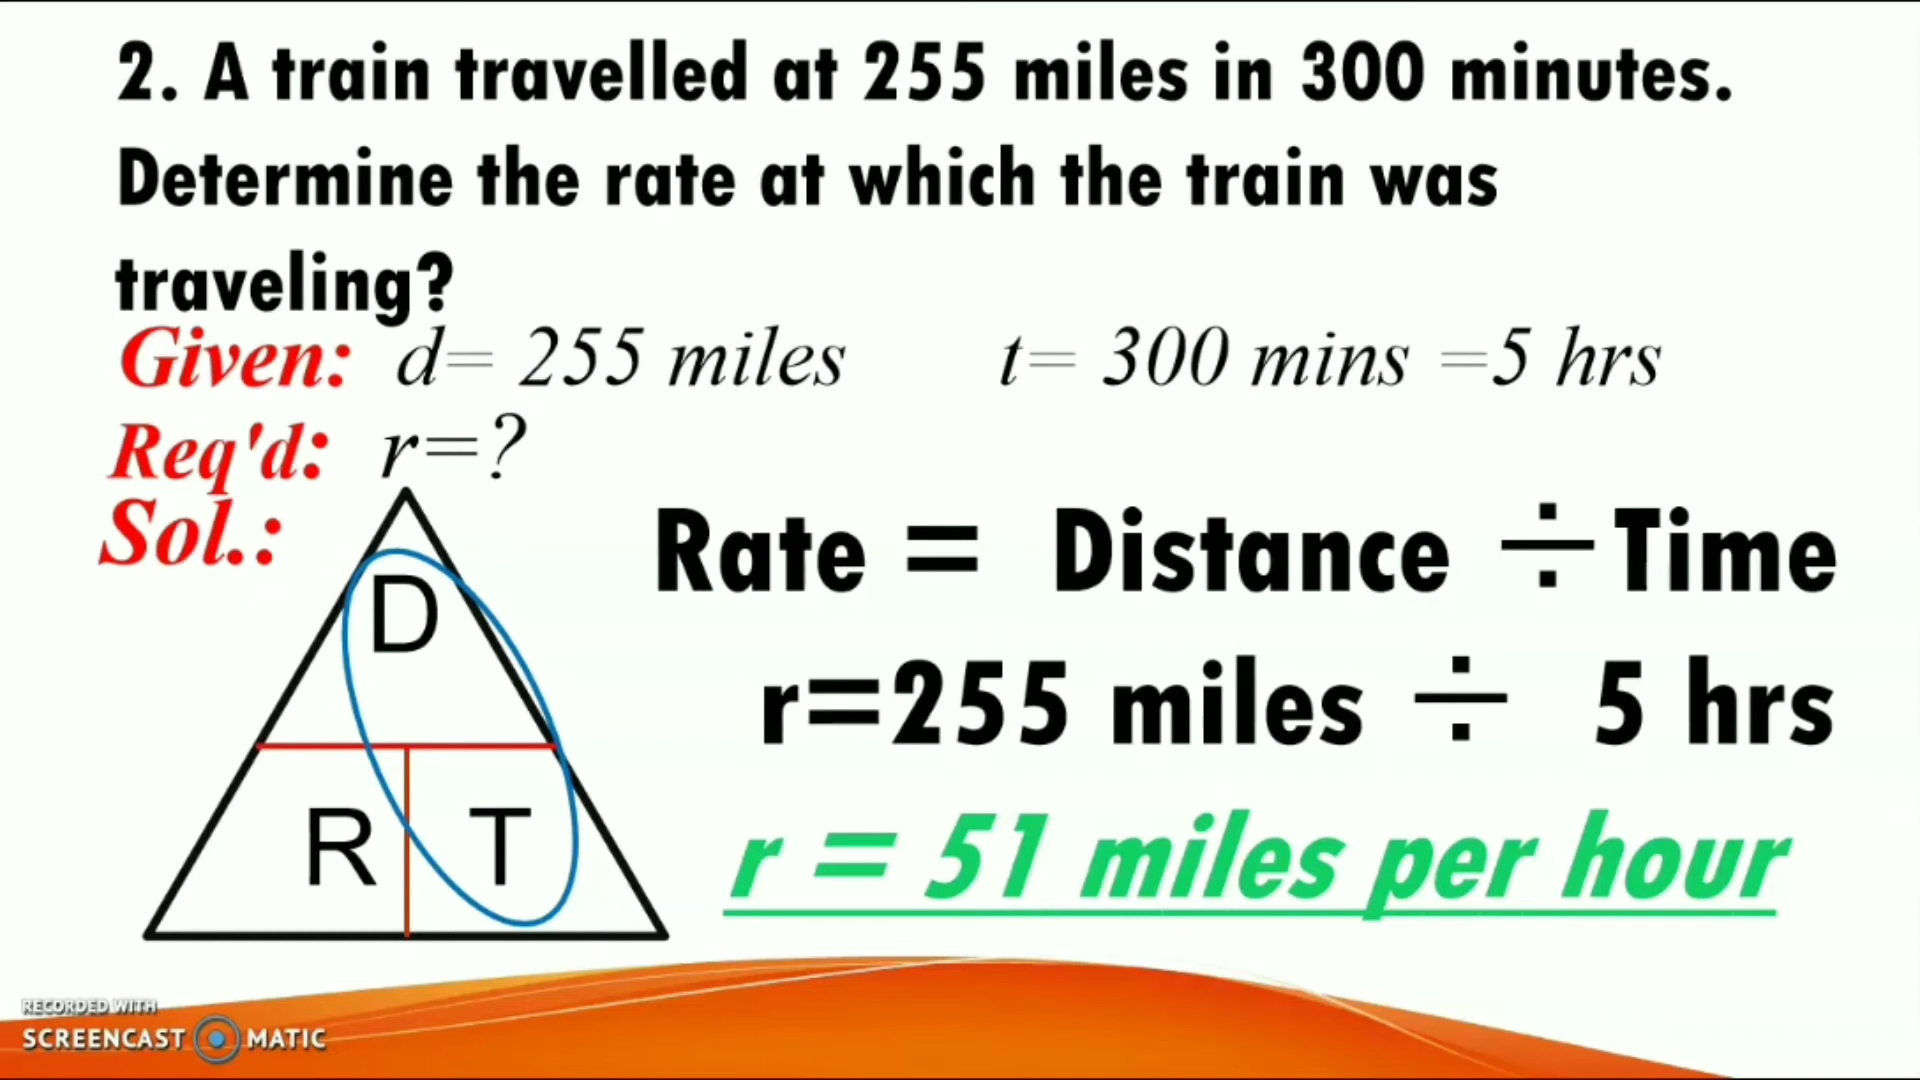 2. A train travelled at 255 miles in 300 minutes.
Determine the rate at which the train was
traveling?
Given: d= 255 miles t= 300 mins =5 hrs
Req'd: r=?
Sol.:
Rate = Distance ÷ Time
D
r=255 miles ÷ 5 hrs
R T
r = 51 miles per hour
RECORDED WITH
SCREENCAST MATIC